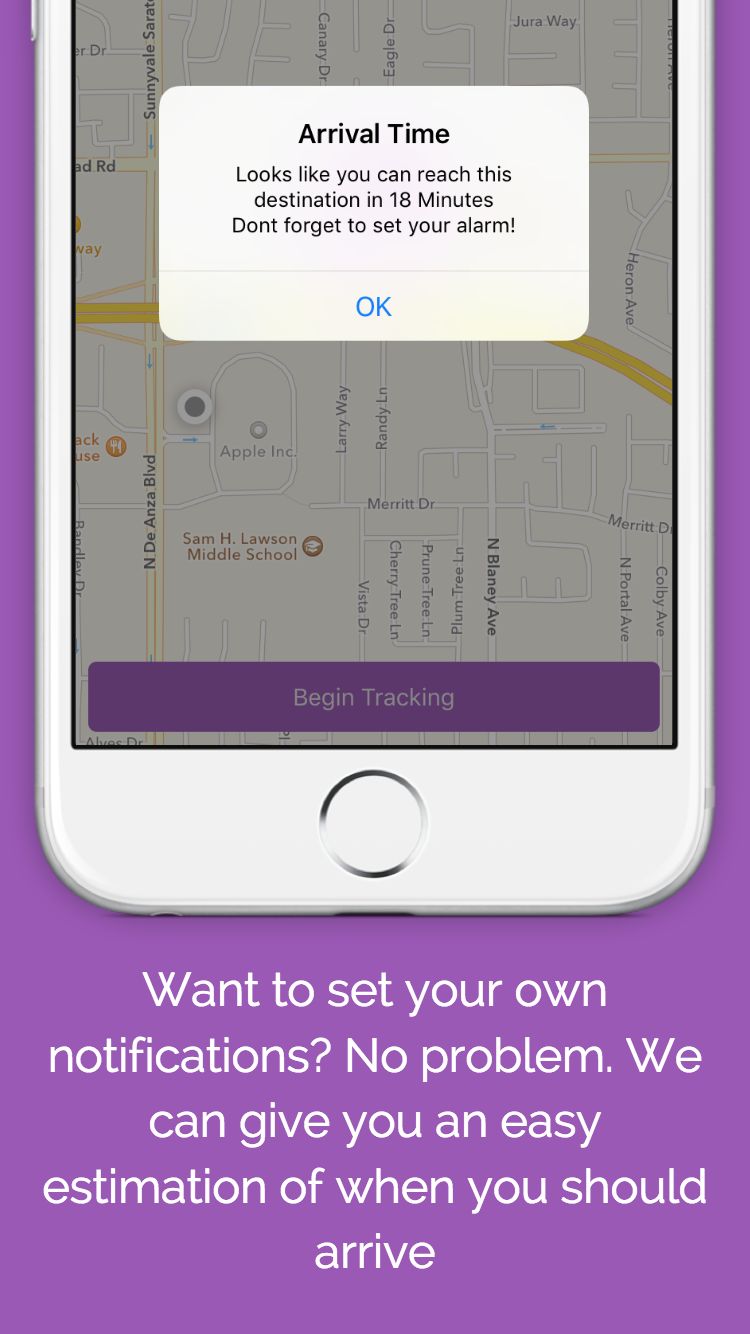 Jura Way
Canary Dr
Eagle Dr
er Dr
Sunnyvale Sarato
ad Rd
way
Arrival Time
Looks like you can reach this
destination in 18 Minutes
Dont forget to set your alarm!
OK
Heron Ave
ack
use
Apple Inc.
Larry Way
Randy Ln
N De Anza Blvd
Merritt Dr
Merritt Dr
Sam H. Lawson
Middle School
Bandley Dr
Vista Dr
Cherry Tree Ln
Prune Tree Ln
Plum Tree Ln
N Blaney Ave
N Portal Ave
Colby Ave
Begin Tracking
Alves Dr
Want to set your own
notifications? No problem. We
can give you an easy
estimation of when you should
arrive